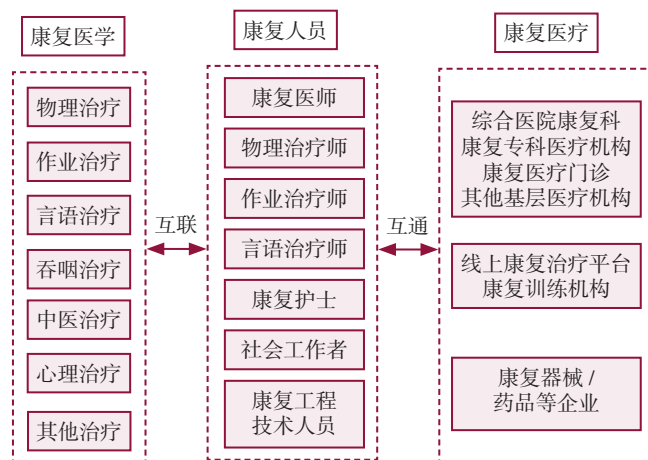 康复医学
物理治疗
作业治疗
言语治疗
吞咽治疗
中医治疗
心理治疗
其他治疗
互联
康复人员
康复医师
物理治疗师
作业治疗师
言语治疗师
康复护士
社会工作者
康复工程
技术人员
互通
康复医疗
综合医院康复科
康复专科医疗机构
康复医疗门诊
其他基层医疗机构
线上康复治疗平台
康复训练机构
康复器械 /
药品等企业